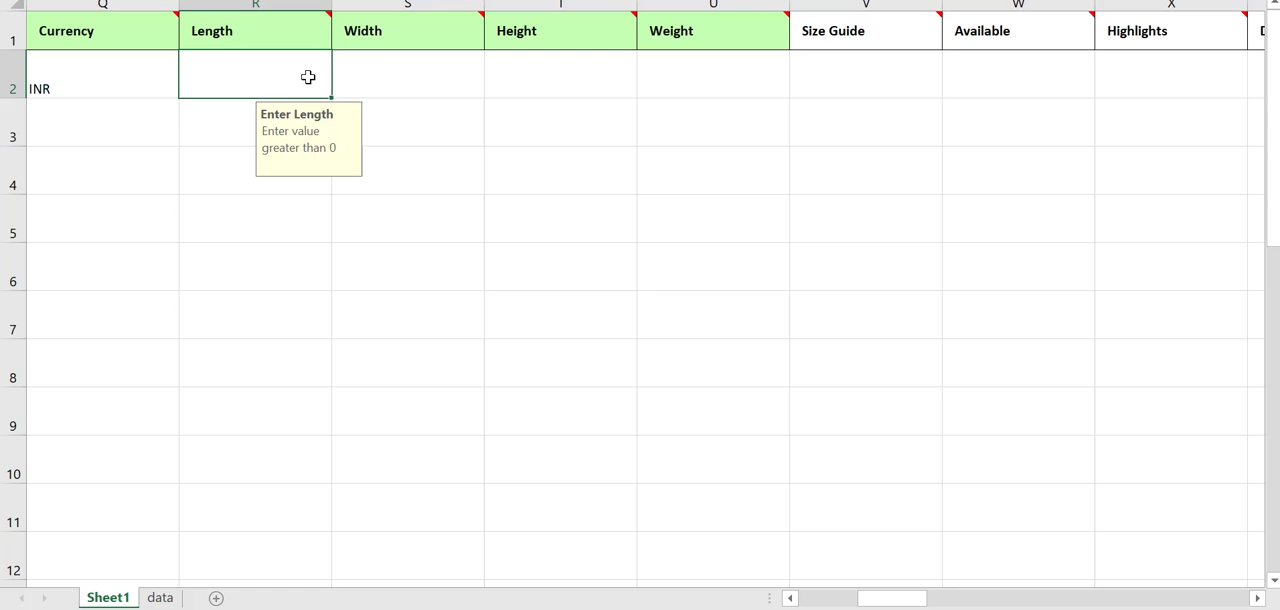 Q R S T U V W X
1 Currency Length Width Height Weight Size Guide Available Highlights
2 INR
Enter Length
Enter value
greater than 0
3
4
5
6
7
8
9
10
11
12
Sheet1 data